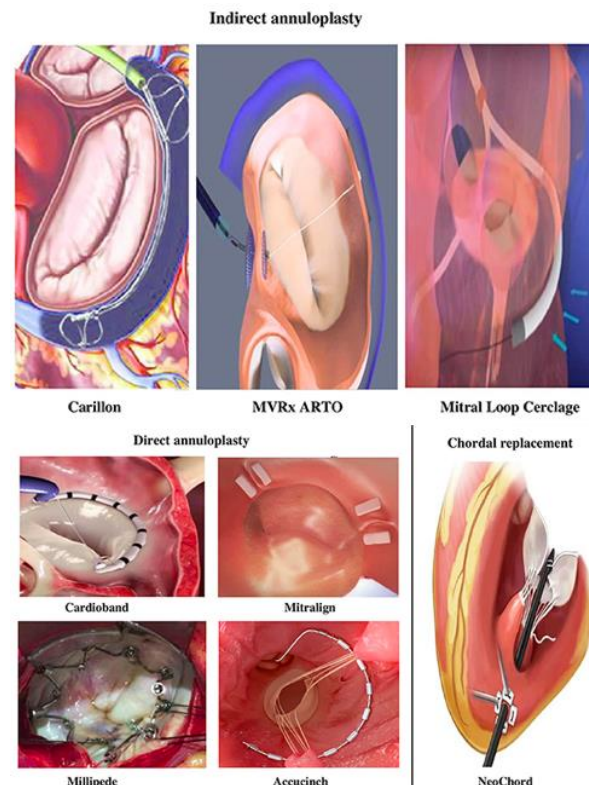 Indirect annuloplasty
Carillon
MVRx ARTO
Mitral Loop Cerclage
Direct annuloplasty
Chordal replacement
Cardioband
Mitralign
Millipede
Accucinch
NeoChord